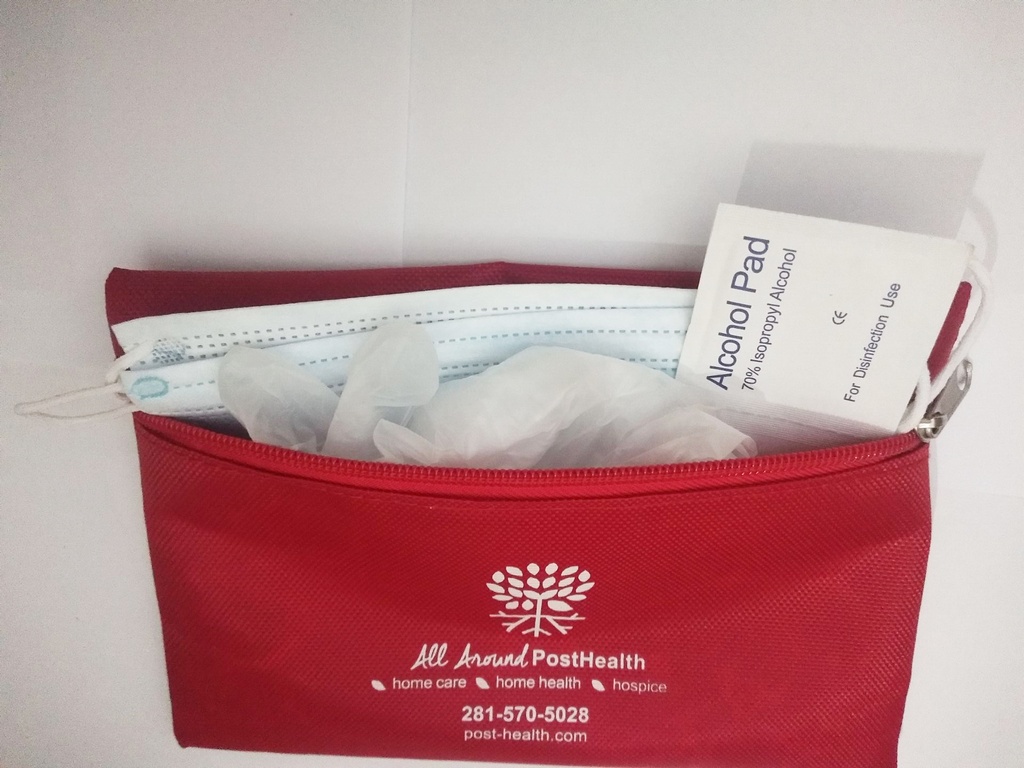 Alcohol Pad
70% Isopropyl Alcohol
CE
For Disinfection Use
All Around PostHealth
home care home health hospice
281-570-5028
post-health.com